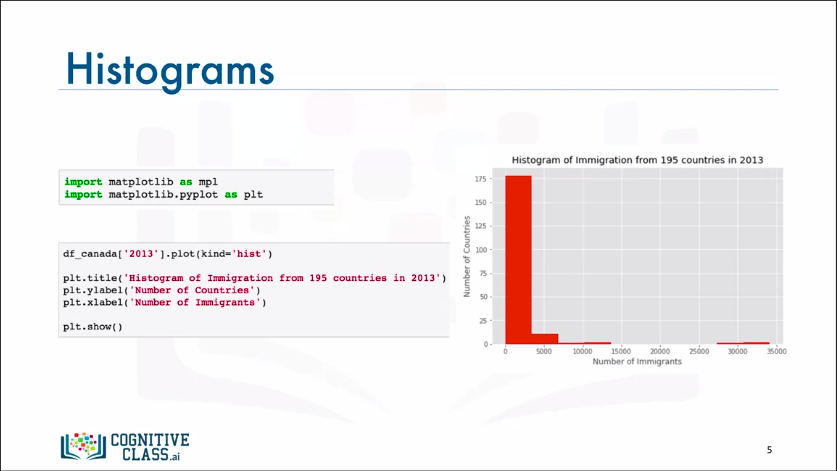 Histograms
import matplotlib as mpl
import matplotlib.pyplot as plt
df_canada['2013'].plot(kind='hist')
plt.title('Histogram of Immigration from 195 countries in 2013')
plt.ylabel('Number of Countries')
plt.xlabel('Number of Immigrants')
plt.show()
Histogram of Immigration from 195 countries in 2013
Number of Countries
175
150
125
100
75
50
25
0
0 5000 10000 15000 20000 25000 30000 35000
Number of Immigrants
COGNITIVE
CLASS.ai
5